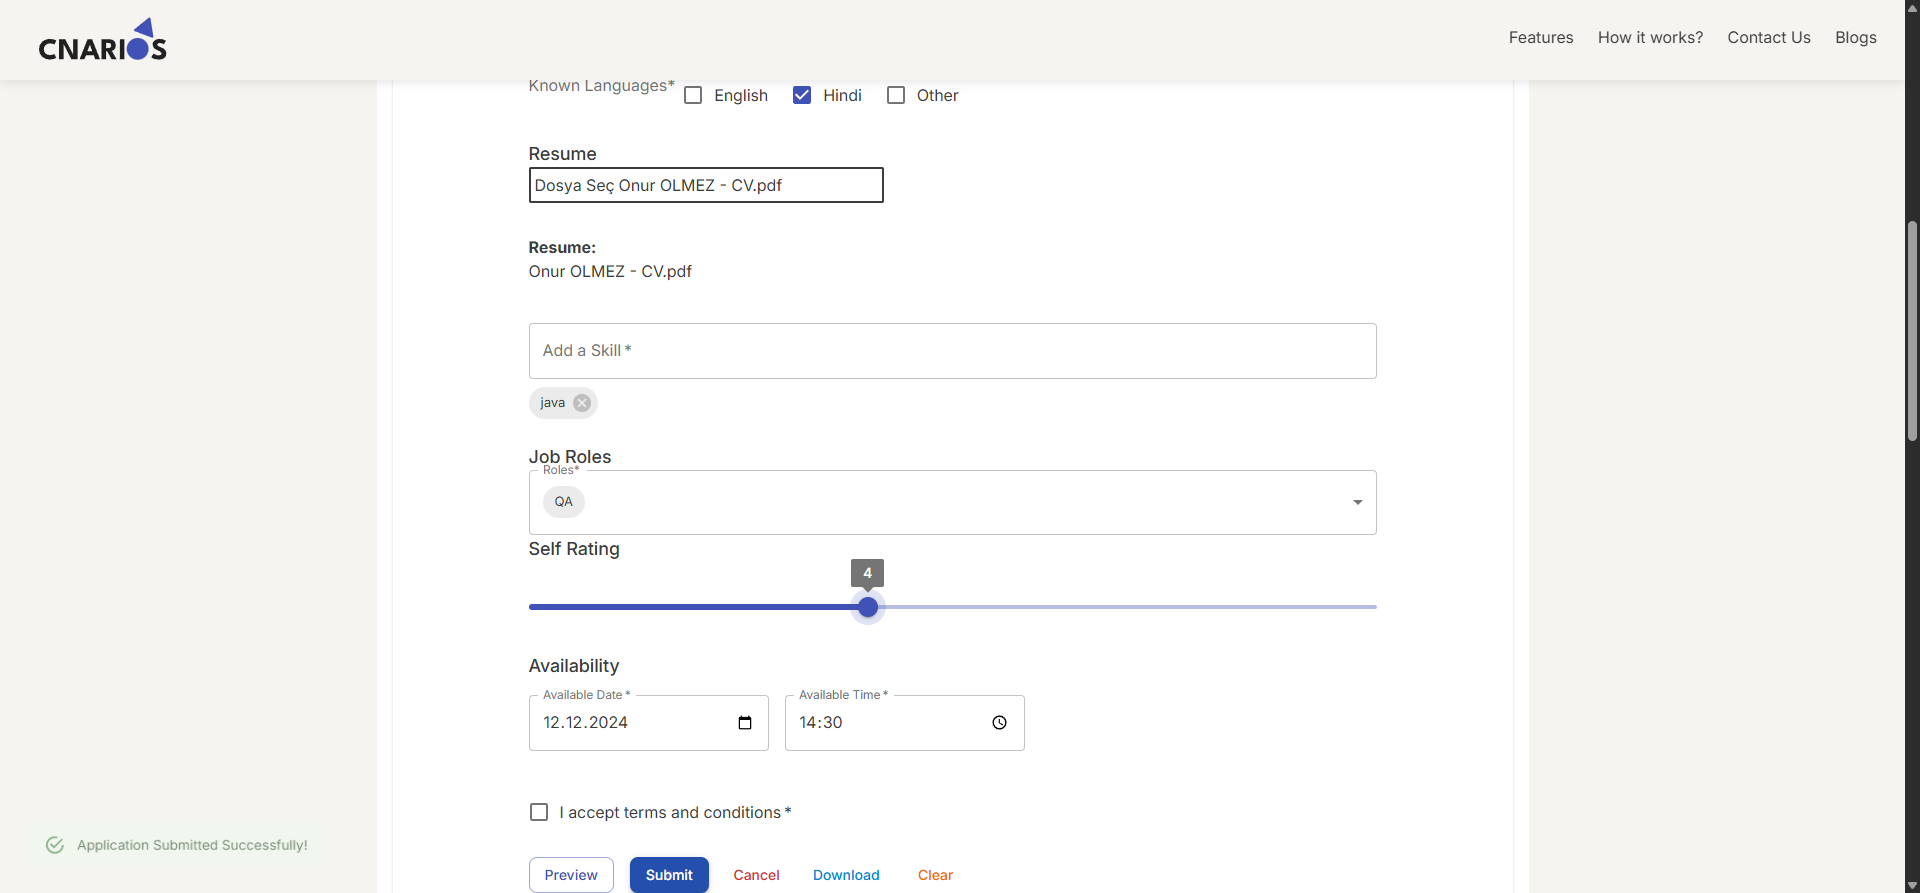 CNARIOS
Features How it works? Contact Us Blogs
Known Languages* English Hindi Other
Resume
Dosya Seç Onur OLMEZ - CV.pdf
Resume:
Onur OLMEZ - CV.pdf
Add a Skill *
java
Job Roles
Roles*
QA
Self Rating
4
Availability
Available Date * Available Time *
12.12.2024 14:30
I accept terms and conditions *
Application Submitted Successfully!
Preview Submit Cancel Download Clear